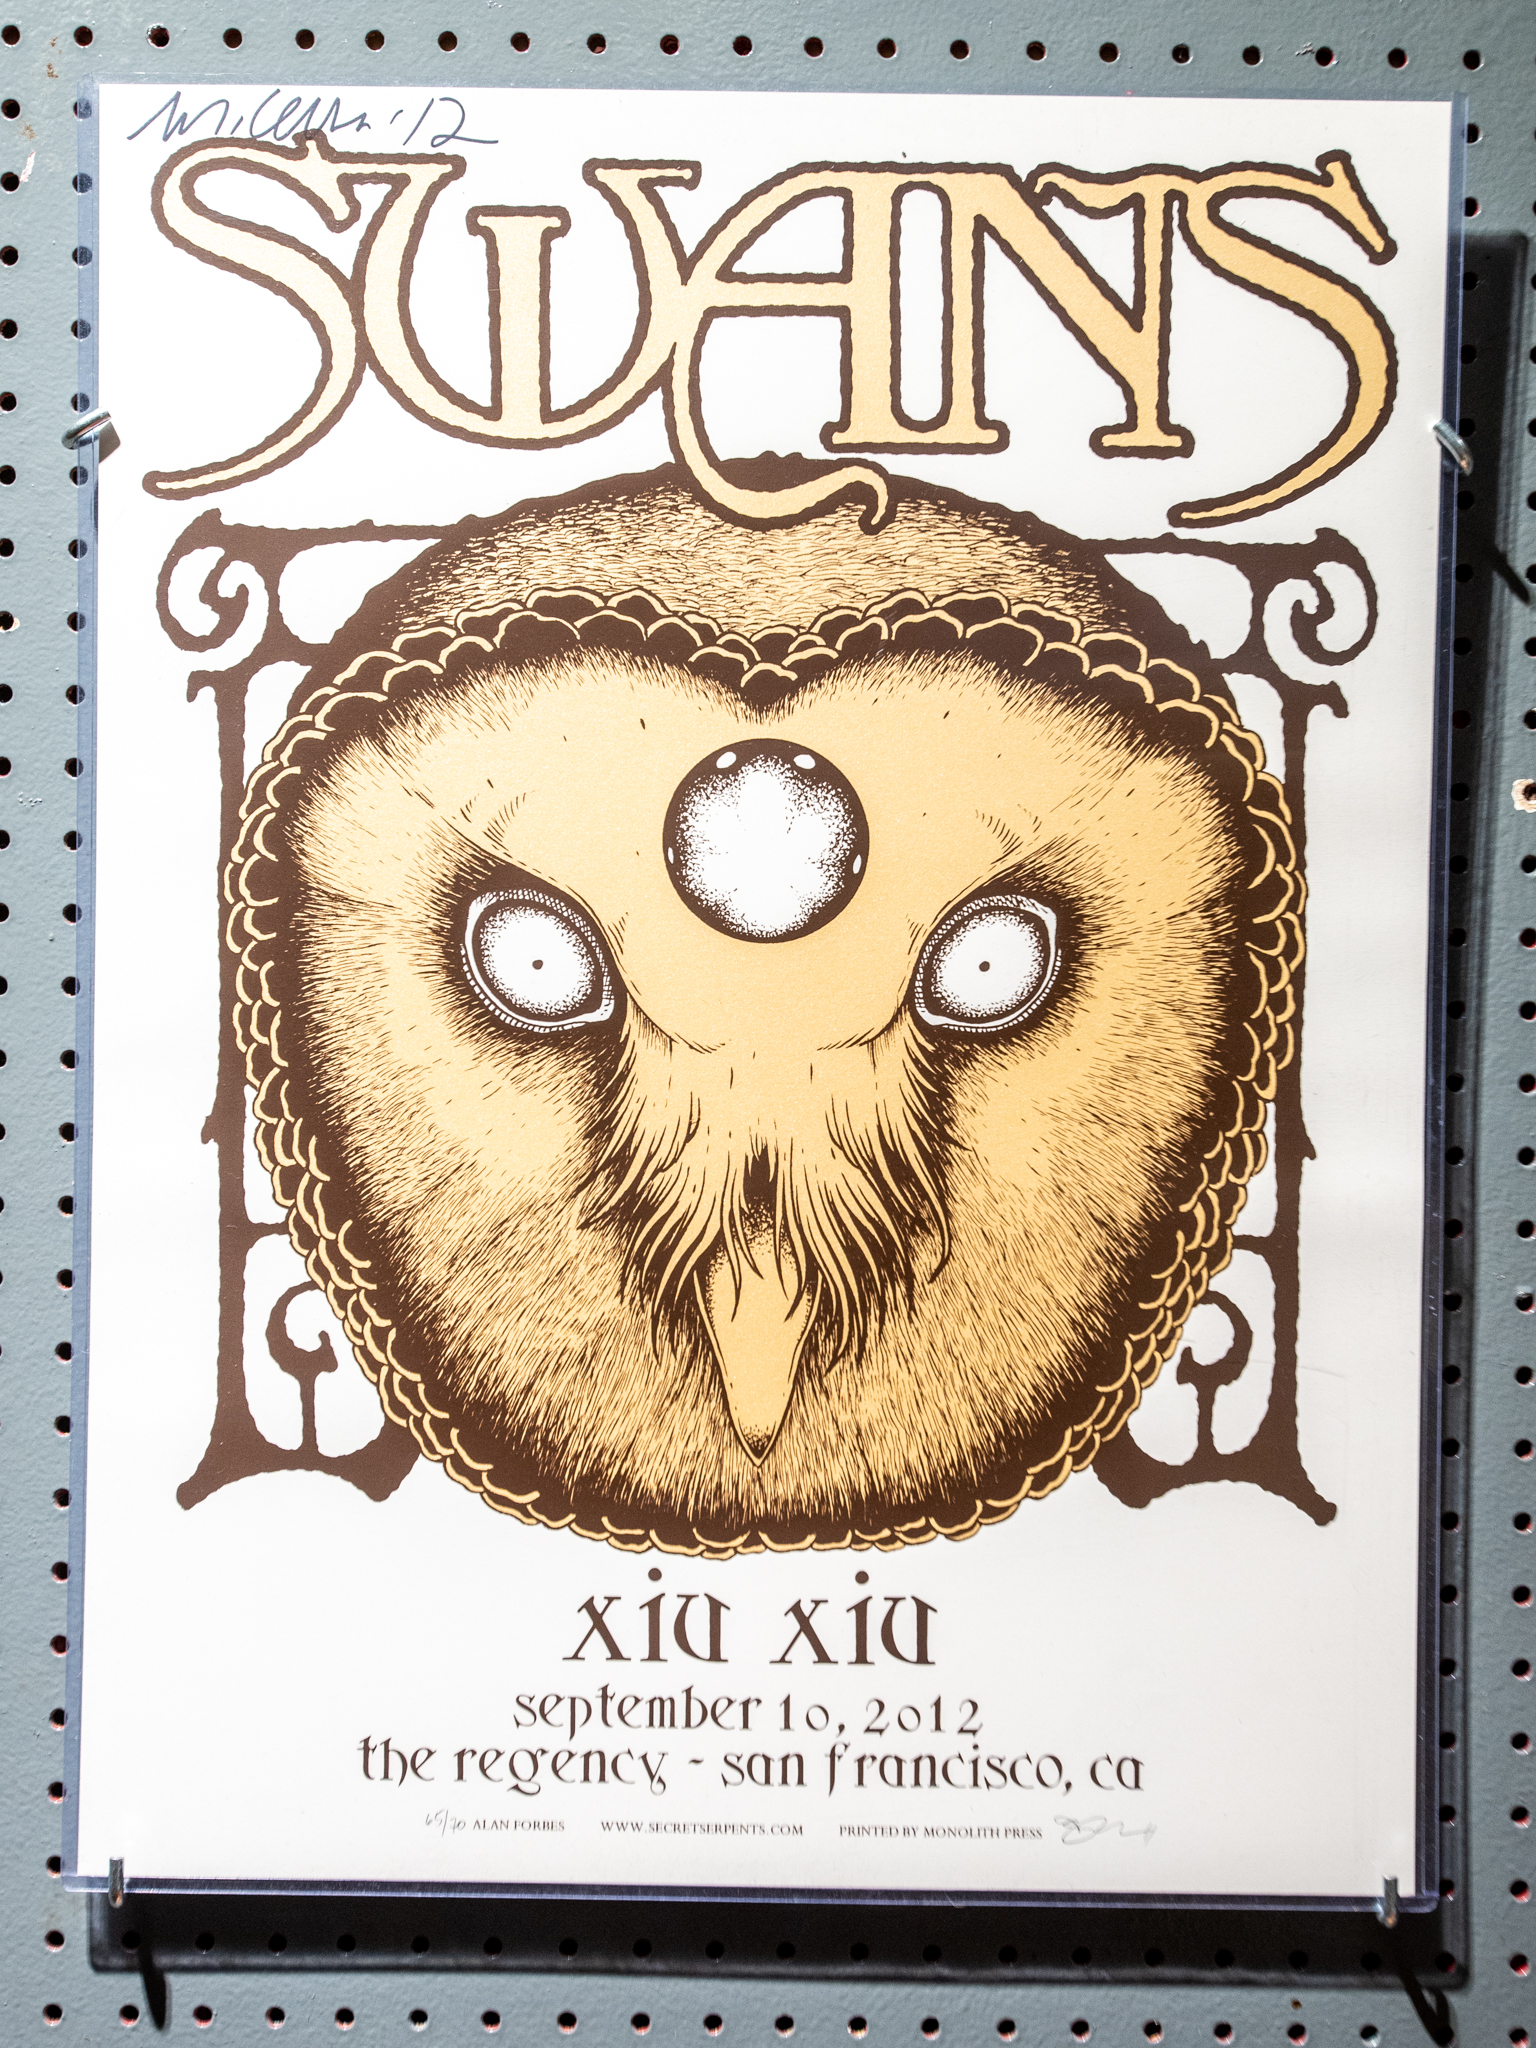 SWANS
xiu xiu
september 10, 2012
the regency - san francisco, ca
65/70 ALAN FORBES WWW.SECRETSERPENTS.COM PRINTED BY MONOLITH PRESS